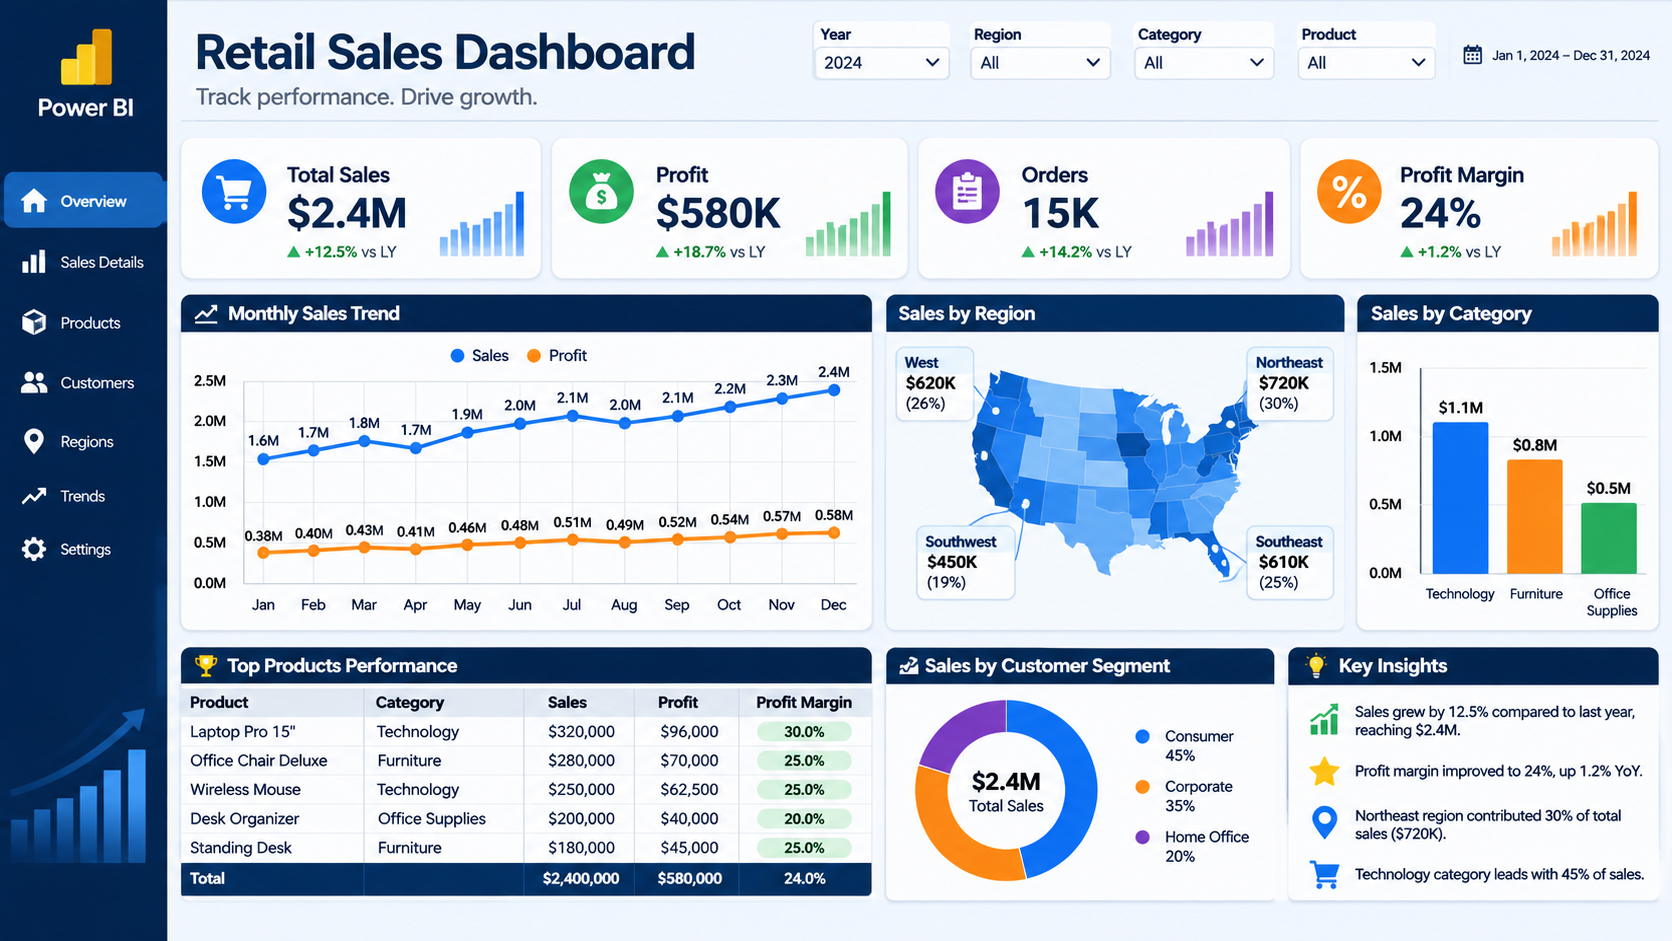 Power BI
Overview
Sales Details
Products
Customers
Regions
Trends
Settings
Retail Sales Dashboard
Track performance. Drive growth.
Year
2024
Region
All
Category
All
Product
All
Jan 1, 2024 – Dec 31, 2024
Total Sales
$2.4M
▲ +12.5% vs LY
Profit
$580K
▲ +18.7% vs LY
Orders
15K
▲ +14.2% vs LY
Profit Margin
24%
▲ +1.2% vs LY
Monthly Sales Trend
Sales Profit
2.5M
2.0M
1.5M
1.0M
0.5M
0.0M
1.6M 1.7M 1.8M 1.7M 1.9M 2.0M 2.1M 2.0M 2.1M 2.2M 2.3M 2.4M
0.38M 0.40M 0.43M 0.41M 0.46M 0.48M 0.51M 0.49M 0.52M 0.54M 0.57M 0.58M
Jan Feb Mar Apr May Jun Jul Aug Sep Oct Nov Dec
Sales by Region
West
$620K
(26%)
Northeast
$720K
(30%)
Southwest
$450K
(19%)
Southeast
$610K
(25%)
Sales by Category
1.5M
1.0M
0.5M
0.0M
$1.1M
$0.8M
$0.5M
Technology
Furniture
Office
Supplies
Top Products Performance
Product Category Sales Profit Profit Margin
Laptop Pro 15" Technology $320,000 $96,000 30.0%
Office Chair Deluxe Furniture $280,000 $70,000 25.0%
Wireless Mouse Technology $250,000 $62,500 25.0%
Desk Organizer Office Supplies $200,000 $40,000 20.0%
Standing Desk Furniture $180,000 $45,000 25.0%
Total $2,400,000 $580,000 24.0%
Sales by Customer Segment
$2.4M
Total Sales
Consumer
45%
Corporate
35%
Home Office
20%
Key Insights
Sales grew by 12.5% compared to last year,
reaching $2.4M.
Profit margin improved to 24%, up 1.2% YoY.
Northeast region contributed 30% of total
sales ($720K).
Technology category leads with 45% of sales.